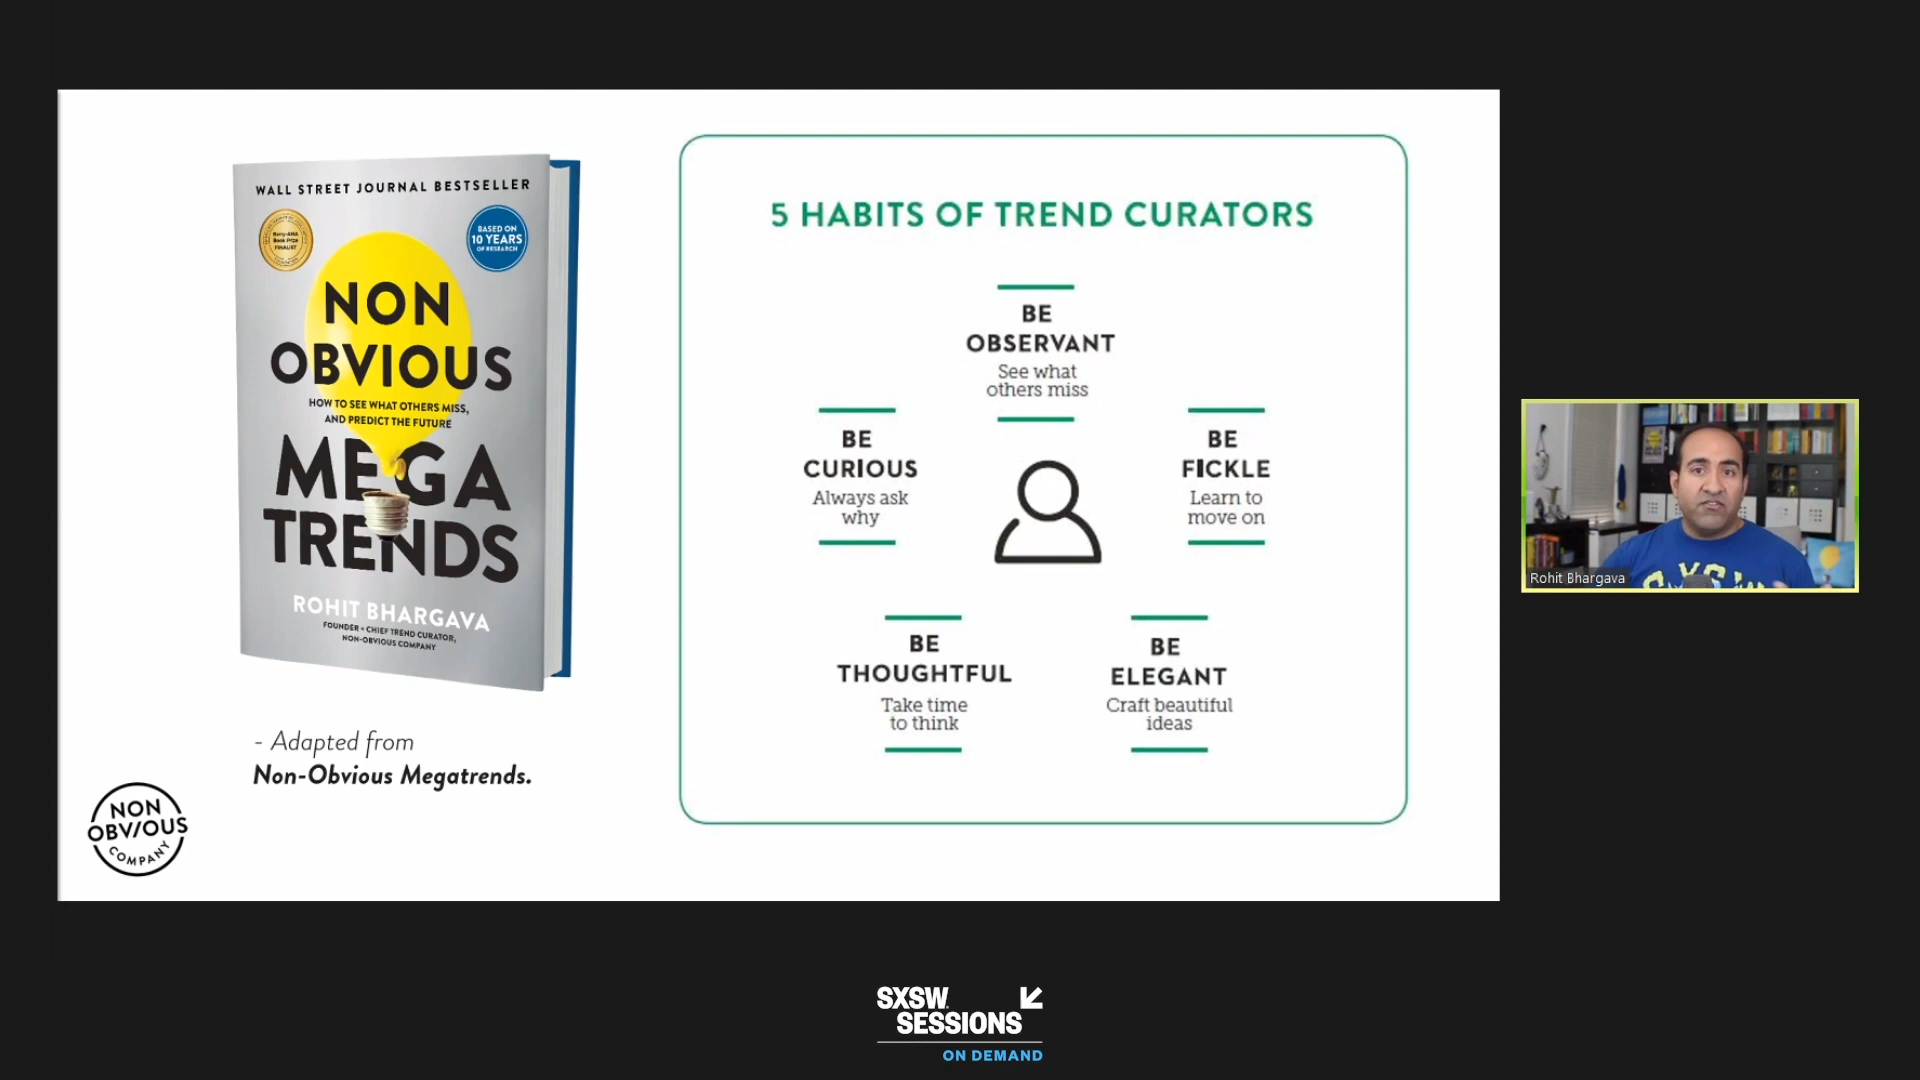 WALL STREET JOURNAL BESTSELLER
BASED ON
10 YEARS
OF RESEARCH
NON
OBVIOUS
HOW TO SEE WHAT OTHERS MISS,
AND PREDICT THE FUTURE
MEGA
TRENDS
ROHIT BHARGAVA
FOUNDER + CHIEF TREND CURATOR,
NON-OBVIOUS COMPANY
- Adapted from
Non-Obvious Megatrends.
NON
OBVIOUS
COMPANY
5 HABITS OF TREND CURATORS
BE
OBSERVANT
See what
others miss
BE
CURIOUS
Always ask
why
BE
FICKLE
Learn to
move on
BE
THOUGHTFUL
Take time
to think
BE
ELEGANT
Craft beautiful
ideas
Rohit Bhargava
SXSW
SESSIONS
ON DEMAND